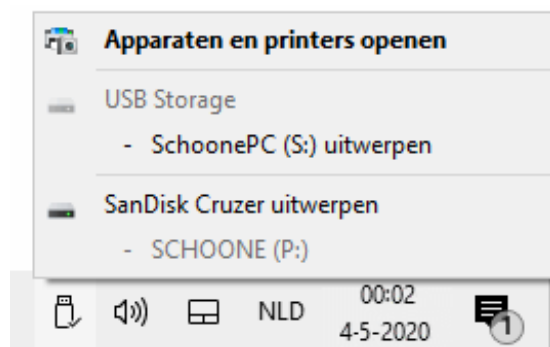 Apparaten en printers openen
USB Storage
- SchoonePC (S:) uitwerpen
SanDisk Cruzer uitwerpen
- SCHOONE (P:)
NLD
00:02
4-5-2020
1